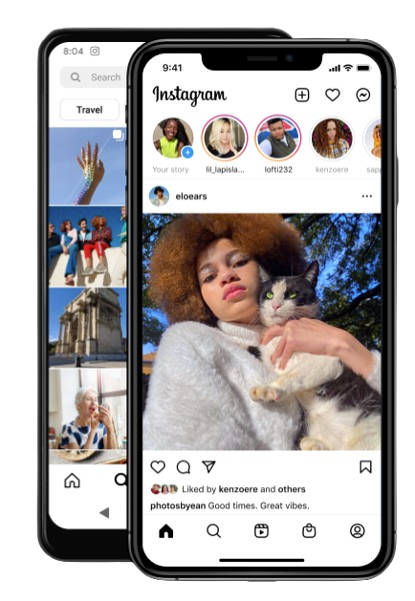 8:04
Search
Travel
9:41
Instagram
Your story
lil_lapisla...
lofti232
kenzoere
sapp
eloears
Liked by kenzoere and others
photosbyean Good times. Great vibes.